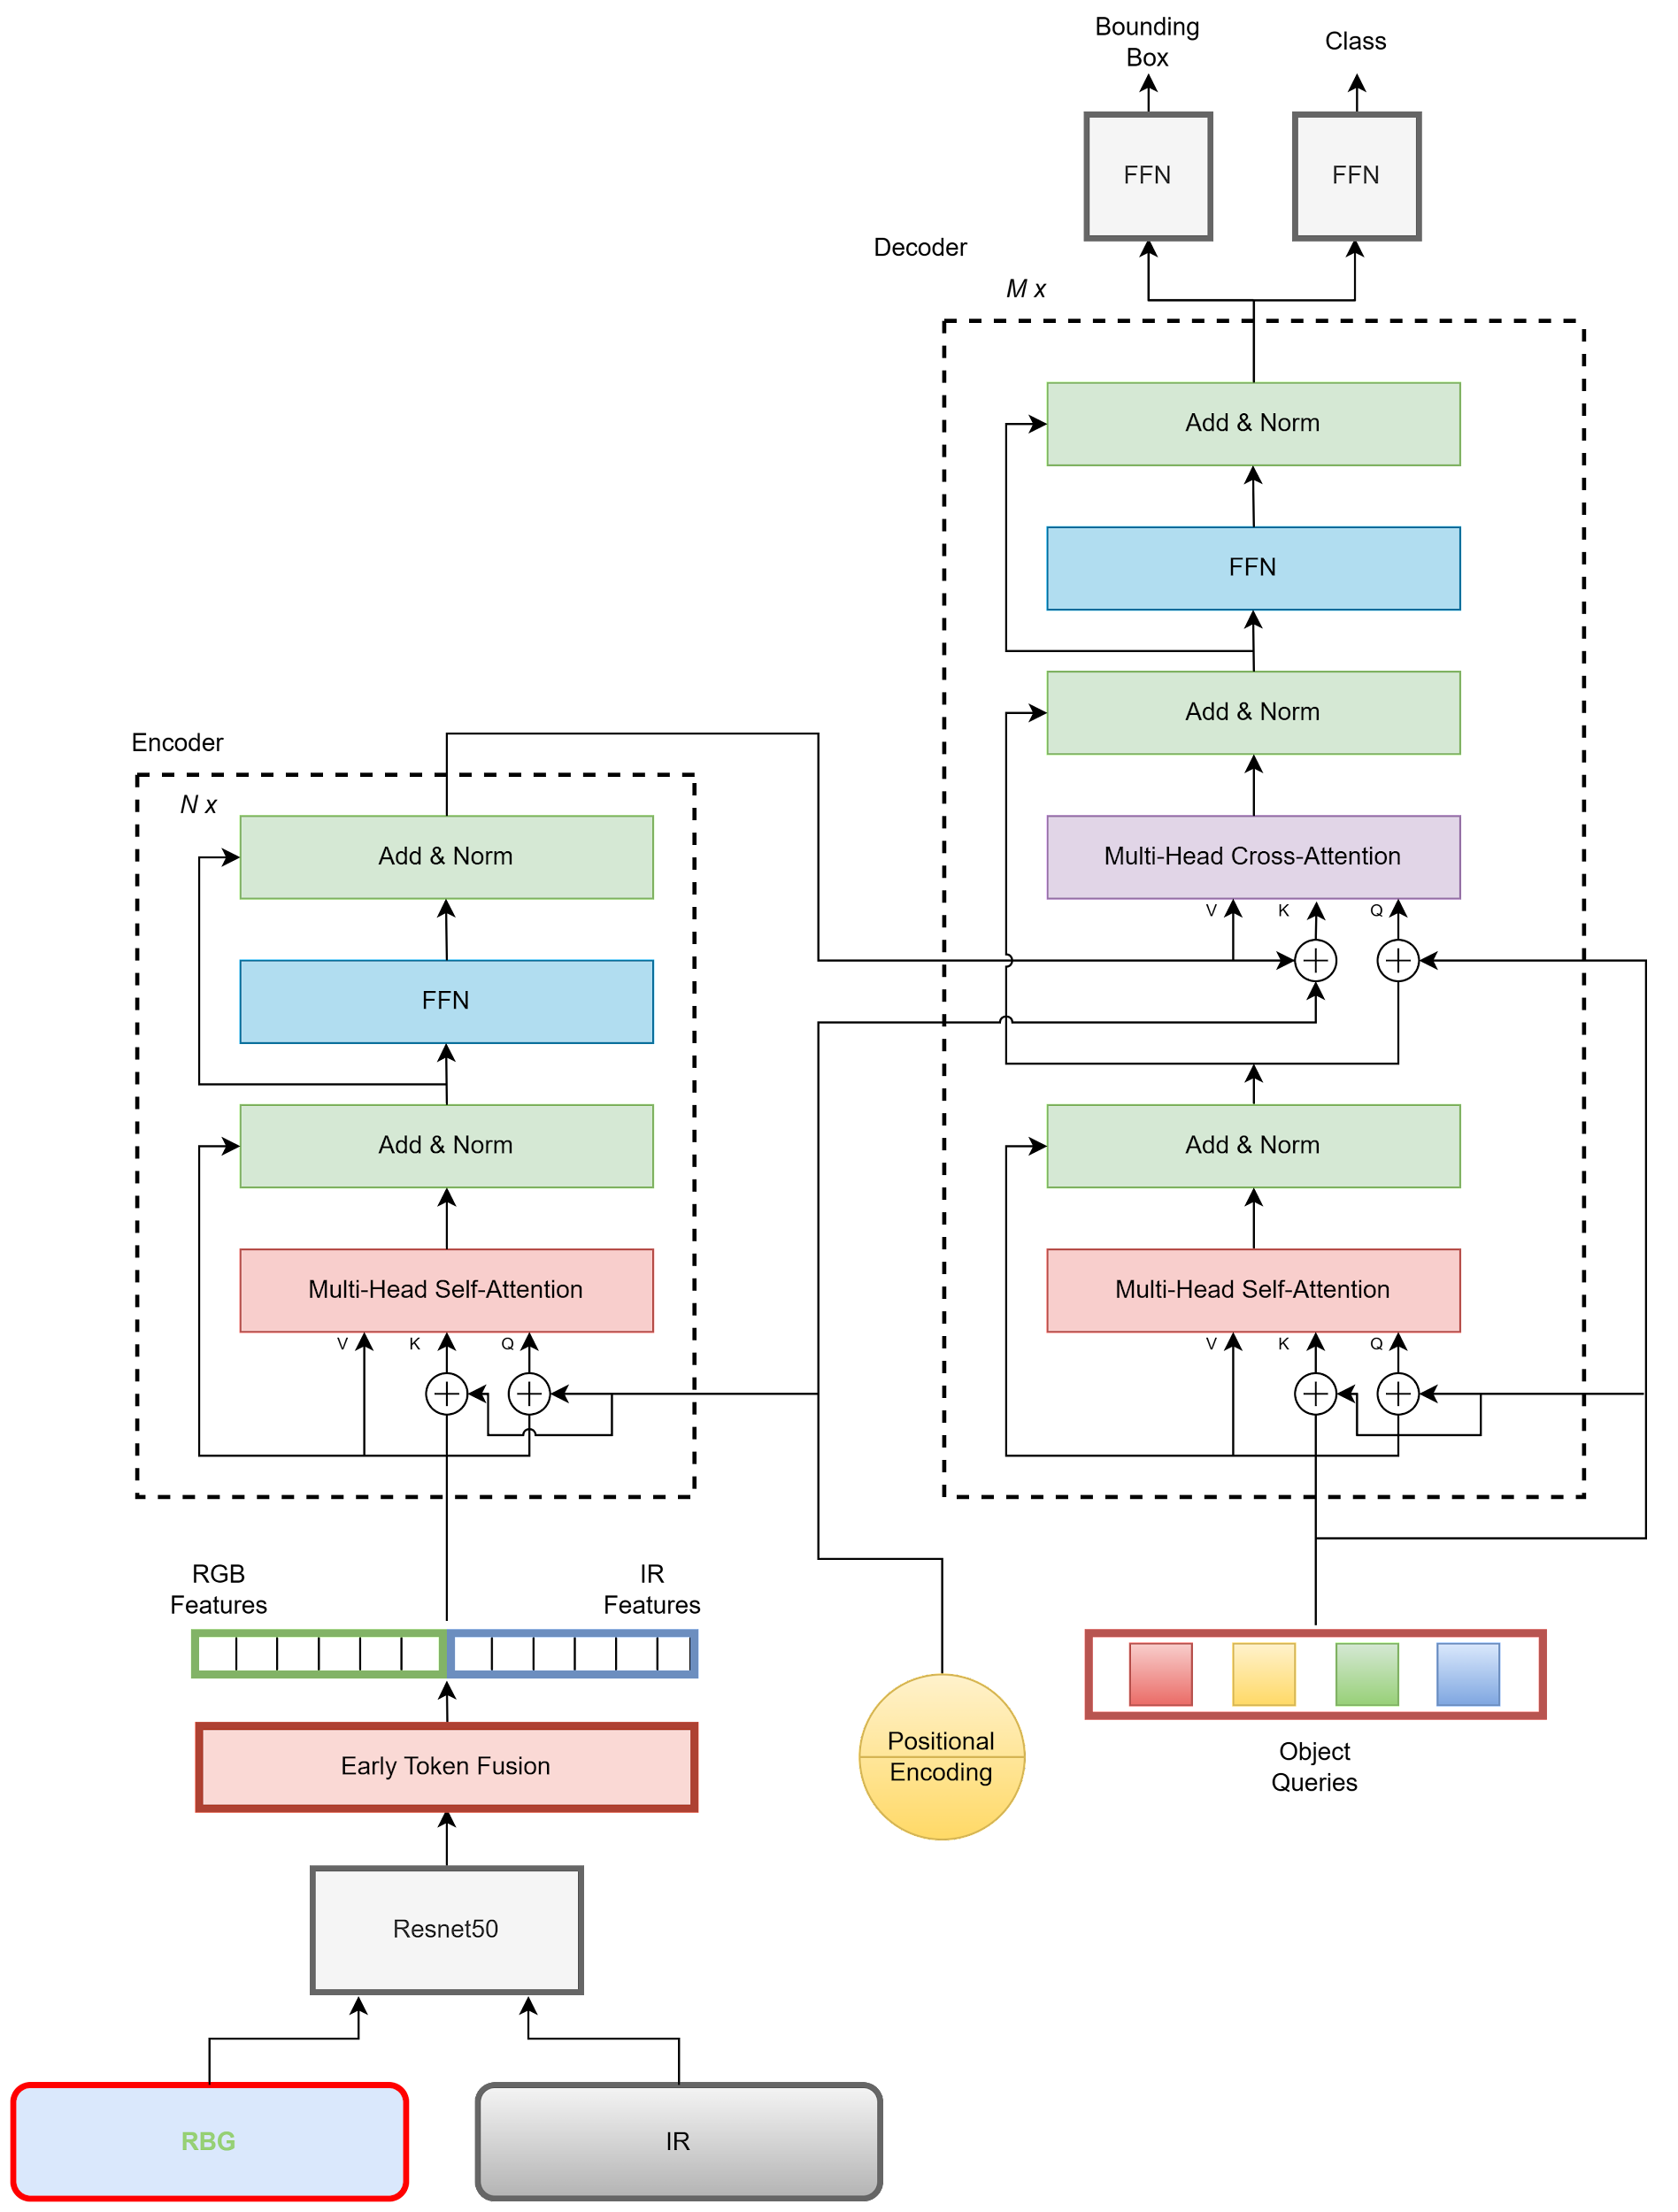 Bounding
Box
Class
FFN
FFN
Decoder
M x
Add & Norm
FFN
Add & Norm
Multi-Head Cross-Attention
V
K
Q
Add & Norm
Multi-Head Self-Attention
V
K
Q
Encoder
N x
Add & Norm
FFN
Add & Norm
Multi-Head Self-Attention
V
K
Q
RGB
Features
IR
Features
Early Token Fusion
Resnet50
RBG
IR
Positional
Encoding
Object
Queries